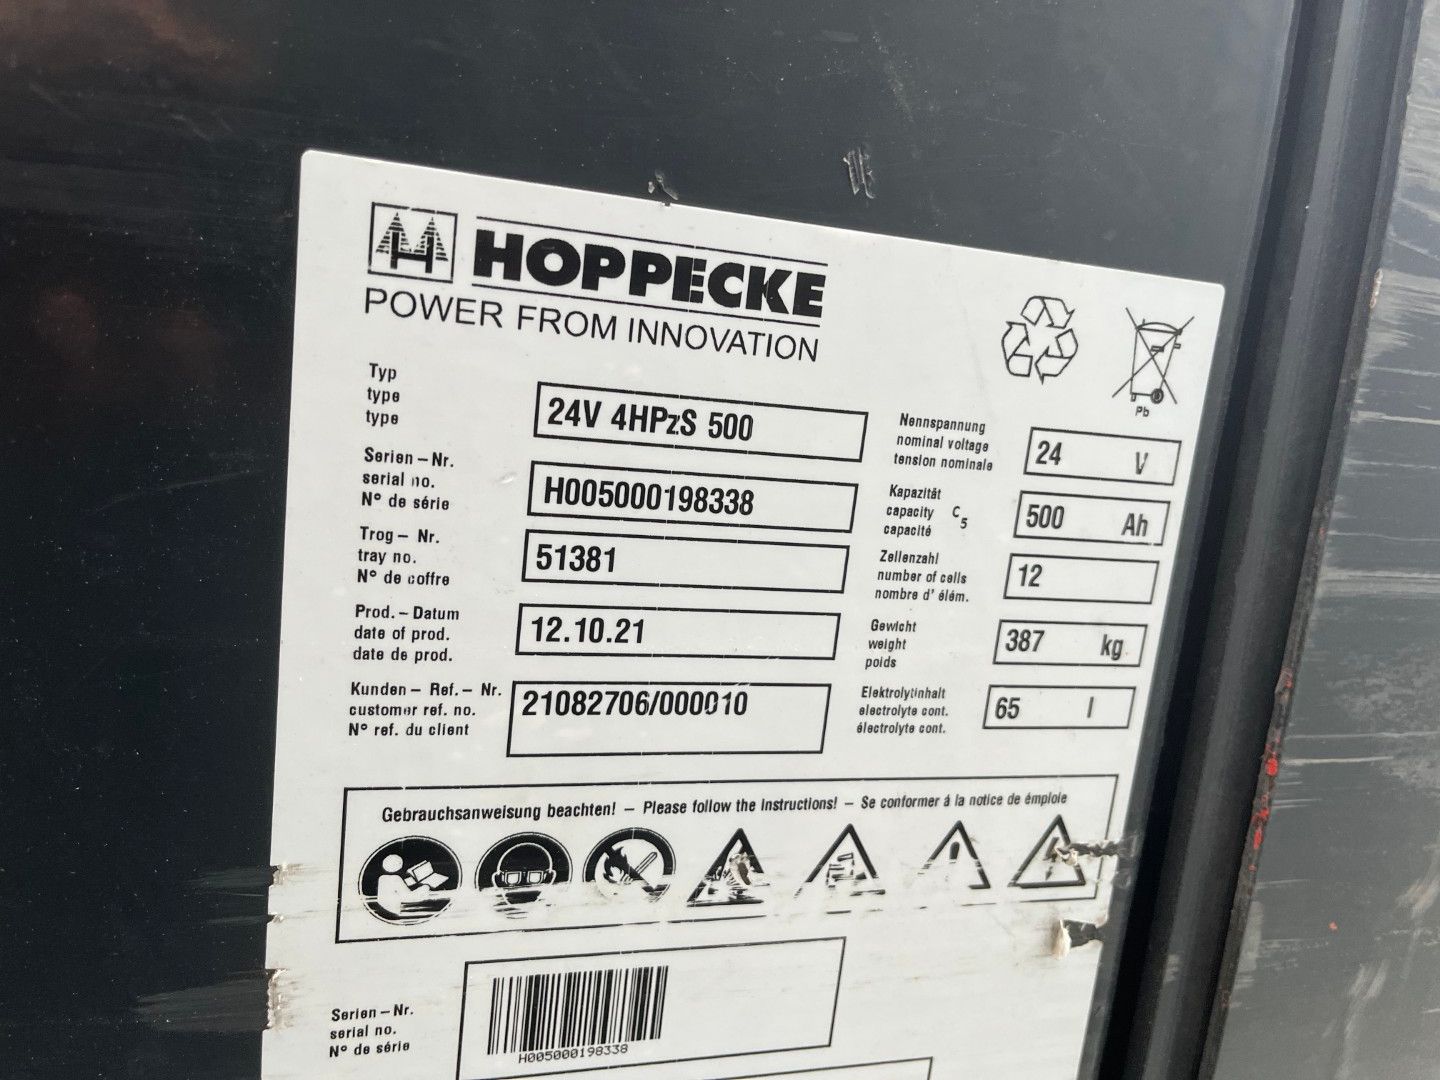 HOPPECKE
POWER FROM INNOVATION
Typ
type
type
24V 4HPzS 500
Serien – Nr.
serial no.
N° de série
H005000198338
Trog – Nr.
tray no.
N° de coffre
51381
Prod. – Datum
date of prod.
date de prod.
12.10.21
Kunden – Ref. – Nr.
customer ref. no.
N° ref. du client
21082706/000010
Pb
Nennspannung
nominal voltage
tension nominale
24 V
Kapazität
capacity C5
capacité
500 Ah
Zellenzahl
number of cells
nombre d' élém.
12
Gewicht
weight
poids
387 kg
Elektrolytinhalt
electrolyte cont.
électrolyte cont.
65 l
Gebrauchsanweisung beachten! – Please follow the instructions! – Se conformer á la notice de émploie
Serien – Nr.
serial no.
N° de série
H005000198338